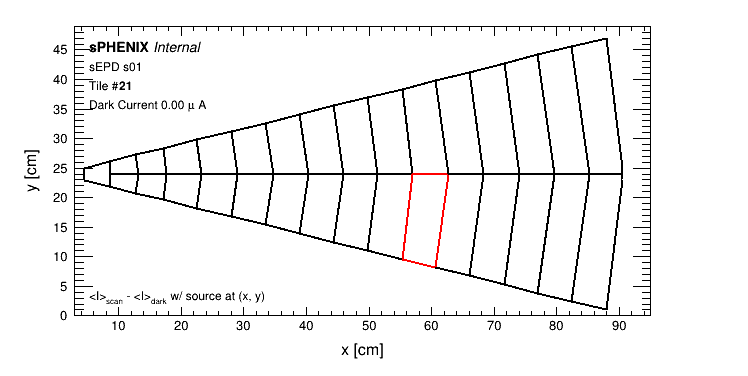 sPHENIX Internal
sEPD s01
Tile #21
Dark Current 0.00 μ A
<I>scan - <I>dark w/ source at (x, y)
y [cm]
45
40
35
30
25
20
15
10
5
0
10 20 30 40 50 60 70 80 90
x [cm]